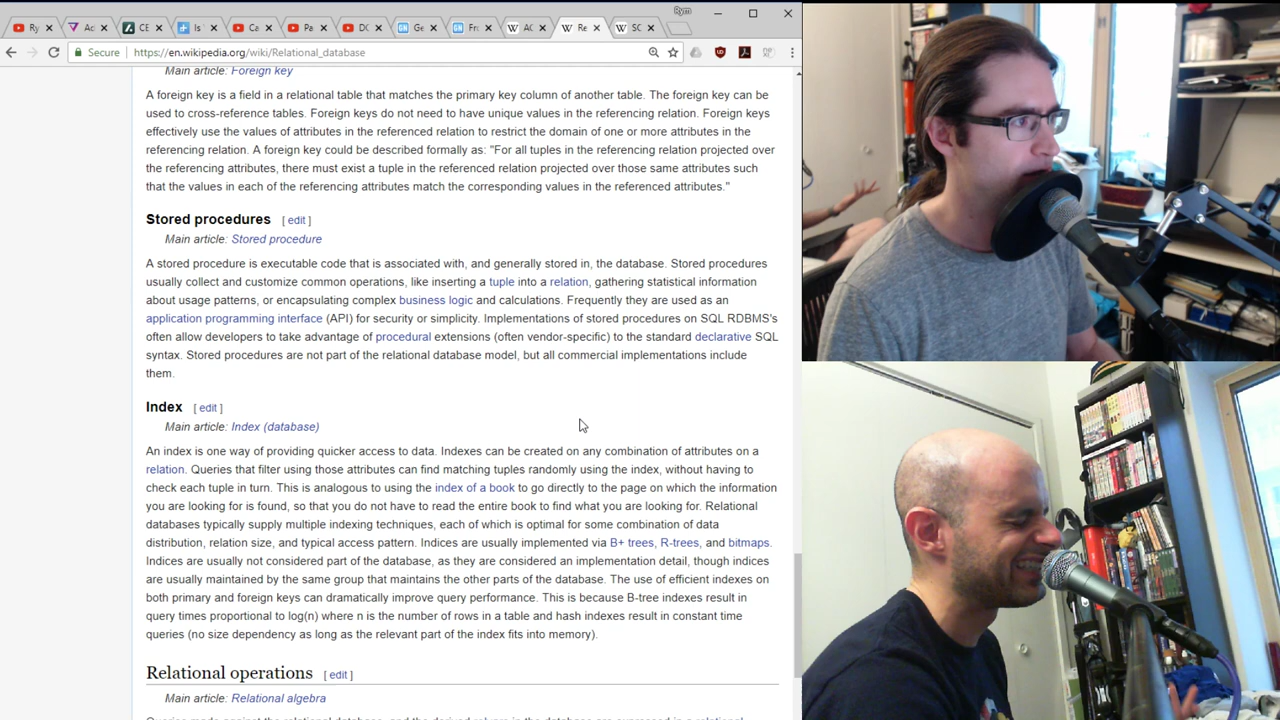 Rym
Ry
Ad
CE
Is
Ca
Pa
DC
Ge
Fr
AC
Re
SC
Secure
https://en.wikipedia.org/wiki/Relational_database
Main article: Foreign key
A foreign key is a field in a relational table that matches the primary key column of another table. The foreign key can be
used to cross-reference tables. Foreign keys do not need to have unique values in the referencing relation. Foreign keys
effectively use the values of attributes in the referenced relation to restrict the domain of one or more attributes in the
referencing relation. A foreign key could be described formally as: "For all tuples in the referencing relation projected over
the referencing attributes, there must exist a tuple in the referenced relation projected over those same attributes such
that the values in each of the referencing attributes match the corresponding values in the referenced attributes."
Stored procedures [ edit ]
Main article: Stored procedure
A stored procedure is executable code that is associated with, and generally stored in, the database. Stored procedures
usually collect and customize common operations, like inserting a tuple into a relation, gathering statistical information
about usage patterns, or encapsulating complex business logic and calculations. Frequently they are used as an
application programming interface (API) for security or simplicity. Implementations of stored procedures on SQL RDBMS's
often allow developers to take advantage of procedural extensions (often vendor-specific) to the standard declarative SQL
syntax. Stored procedures are not part of the relational database model, but all commercial implementations include
them.
Index [ edit ]
Main article: Index (database)
An index is one way of providing quicker access to data. Indexes can be created on any combination of attributes on a
relation. Queries that filter using those attributes can find matching tuples randomly using the index, without having to
check each tuple in turn. This is analogous to using the index of a book to go directly to the page on which the information
you are looking for is found, so that you do not have to read the entire book to find what you are looking for. Relational
databases typically supply multiple indexing techniques, each of which is optimal for some combination of data
distribution, relation size, and typical access pattern. Indices are usually implemented via B+ trees, R-trees, and bitmaps.
Indices are usually not considered part of the database, as they are considered an implementation detail, though indices
are usually maintained by the same group that maintains the other parts of the database. The use of efficient indexes on
both primary and foreign keys can dramatically improve query performance. This is because B-tree indexes result in
query times proportional to log(n) where n is the number of rows in a table and hash indexes result in constant time
queries (no size dependency as long as the relevant part of the index fits into memory).
Relational operations [ edit ]
Main article: Relational algebra